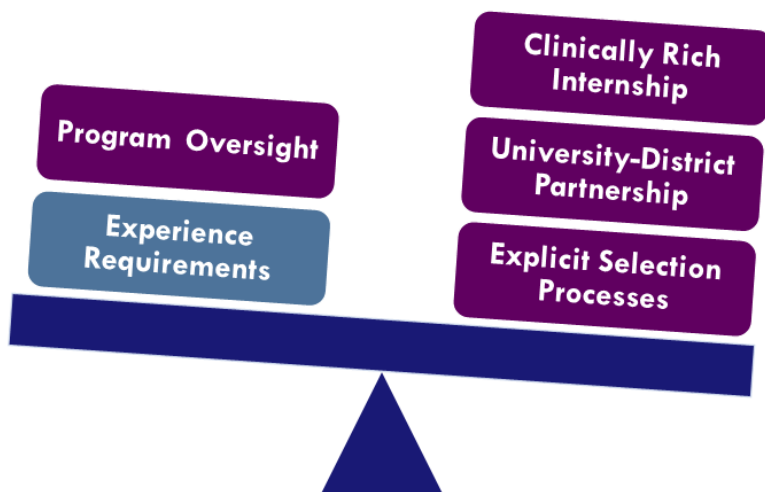 Program Oversight
Experience
Requirements
Clinically Rich
Internship
University-District
Partnership
Explicit Selection
Processes